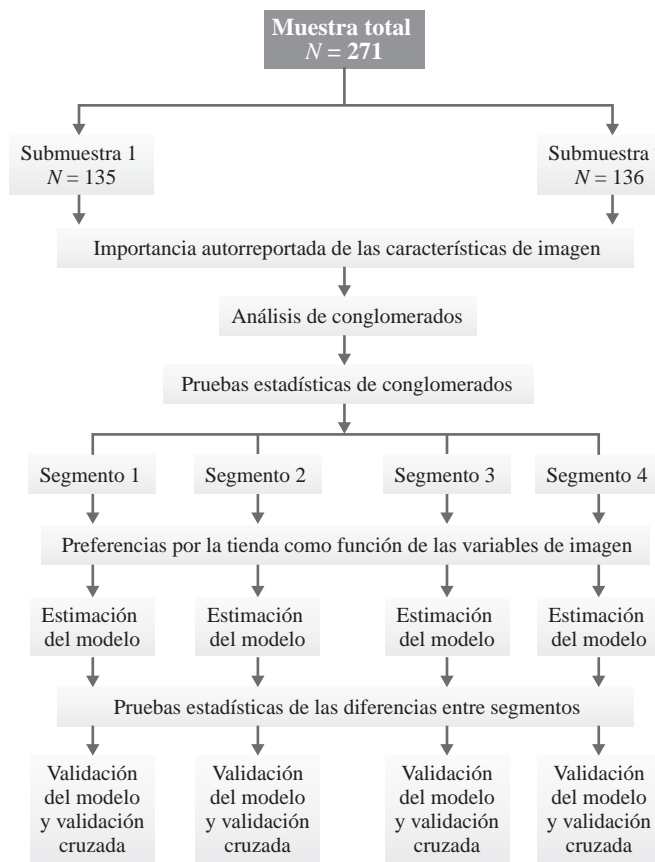 Muestra total
N = 271
Submuestra 1
N = 135
Submuestra
N = 136
Importancia autorreportada de las características de imagen
Análisis de conglomerados
Pruebas estadísticas de conglomerados
Segmento 1
Segmento 2
Segmento 3
Segmento 4
Preferencias por la tienda como función de las variables de imagen
Estimación
del modelo
Estimación
del modelo
Estimación
del modelo
Estimación
del modelo
Pruebas estadísticas de las diferencias entre segmentos
Validación
del modelo
y validación
cruzada
Validación
del modelo
y validación
cruzada
Validación
del modelo
y validación
cruzada
Validación
del modelo
y validación
cruzada